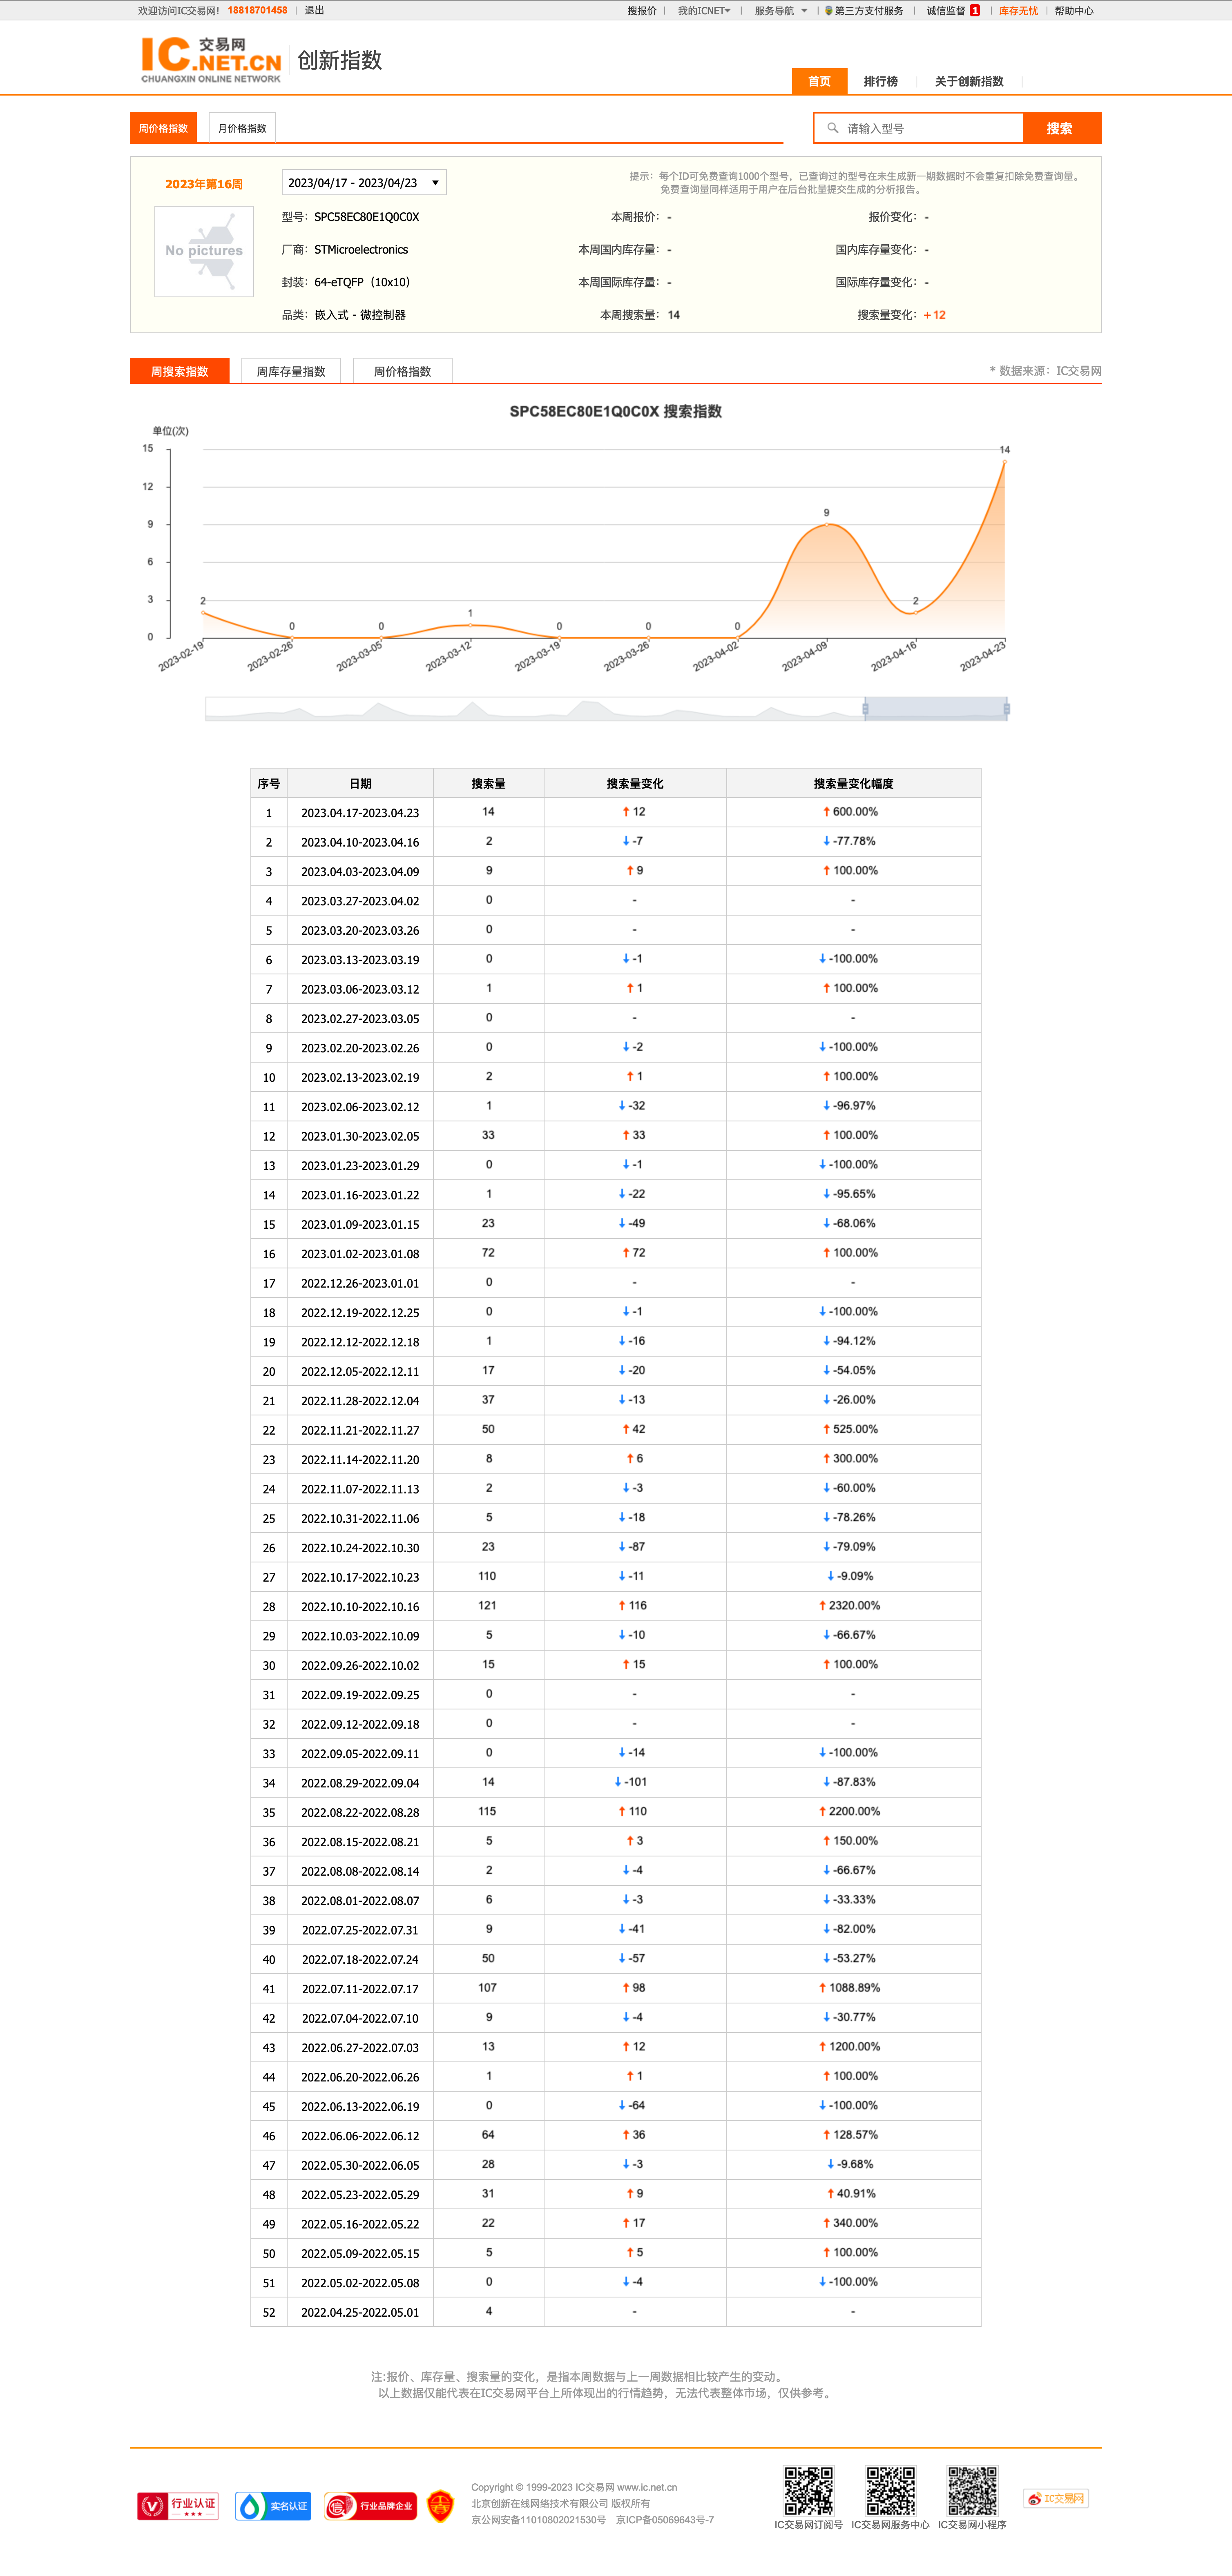 欢迎访问IC交易网! 18818701458 | 退出 搜报价 | 我的ICNET | 服务导航 | 第三方支付服务 | 诚信监督 1 | 库存无忧 | 帮助中心
IC交易网 .NET.CN CHUANGXIN ONLINE NETWORK 创新指数
首页 排行榜 关于创新指数
周价格指数 月价格指数 请输入型号 搜索
2023年第16周 2023/04/17 - 2023/04/23 提示：每个ID可免费查询1000个型号，已查询过的型号在未生成新一期数据时不会重复扣除免费查询量。
免费查询量同样适用于用户在后台批量提交生成的分析报告。
No pictures
型号：SPC58EC80E1Q0C0X 本周报价：- 报价变化：-
厂商：STMicroelectronics 本周国内库存量：- 国内库存量变化：-
封装：64-eTQFP（10x10） 本周国际库存量：- 国际库存量变化：-
品类：嵌入式 - 微控制器 本周搜索量：14 搜索量变化：+12
周搜索指数 周库存量指数 周价格指数 * 数据来源：IC交易网
SPC58EC80E1Q0C0X 搜索指数
单位(次)
15
12
9
6
3
0
2 0 0 1 0 0 0 9 2 14
2023-02-19 2023-02-26 2023-03-05 2023-03-12 2023-03-19 2023-03-26 2023-04-02 2023-04-09 2023-04-16 2023-04-23
序号 日期 搜索量 搜索量变化 搜索量变化幅度
1 2023.04.17-2023.04.23 14 ↑ 12 ↑ 600.00%
2 2023.04.10-2023.04.16 2 ↓ -7 ↓ -77.78%
3 2023.04.03-2023.04.09 9 ↑ 9 ↑ 100.00%
4 2023.03.27-2023.04.02 0 - -
5 2023.03.20-2023.03.26 0 - -
6 2023.03.13-2023.03.19 0 ↓ -1 ↓ -100.00%
7 2023.03.06-2023.03.12 1 ↑ 1 ↑ 100.00%
8 2023.02.27-2023.03.05 0 - -
9 2023.02.20-2023.02.26 0 ↓ -2 ↓ -100.00%
10 2023.02.13-2023.02.19 2 ↑ 1 ↑ 100.00%
11 2023.02.06-2023.02.12 1 ↓ -32 ↓ -96.97%
12 2023.01.30-2023.02.05 33 ↑ 33 ↑ 100.00%
13 2023.01.23-2023.01.29 0 ↓ -1 ↓ -100.00%
14 2023.01.16-2023.01.22 1 ↓ -22 ↓ -95.65%
15 2023.01.09-2023.01.15 23 ↓ -49 ↓ -68.06%
16 2023.01.02-2023.01.08 72 ↑ 72 ↑ 100.00%
17 2022.12.26-2023.01.01 0 - -
18 2022.12.19-2022.12.25 0 ↓ -1 ↓ -100.00%
19 2022.12.12-2022.12.18 1 ↓ -16 ↓ -94.12%
20 2022.12.05-2022.12.11 17 ↓ -20 ↓ -54.05%
21 2022.11.28-2022.12.04 37 ↓ -13 ↓ -26.00%
22 2022.11.21-2022.11.27 50 ↑ 42 ↑ 525.00%
23 2022.11.14-2022.11.20 8 ↑ 6 ↑ 300.00%
24 2022.11.07-2022.11.13 2 ↓ -3 ↓ -60.00%
25 2022.10.31-2022.11.06 5 ↓ -18 ↓ -78.26%
26 2022.10.24-2022.10.30 23 ↓ -87 ↓ -79.09%
27 2022.10.17-2022.10.23 110 ↓ -11 ↓ -9.09%
28 2022.10.10-2022.10.16 121 ↑ 116 ↑ 2320.00%
29 2022.10.03-2022.10.09 5 ↓ -10 ↓ -66.67%
30 2022.09.26-2022.10.02 15 ↑ 15 ↑ 100.00%
31 2022.09.19-2022.09.25 0 - -
32 2022.09.12-2022.09.18 0 - -
33 2022.09.05-2022.09.11 0 ↓ -14 ↓ -100.00%
34 2022.08.29-2022.09.04 14 ↓ -101 ↓ -87.83%
35 2022.08.22-2022.08.28 115 ↑ 110 ↑ 2200.00%
36 2022.08.15-2022.08.21 5 ↑ 3 ↑ 150.00%
37 2022.08.08-2022.08.14 2 ↓ -4 ↓ -66.67%
38 2022.08.01-2022.08.07 6 ↓ -3 ↓ -33.33%
39 2022.07.25-2022.07.31 9 ↓ -41 ↓ -82.00%
40 2022.07.18-2022.07.24 50 ↓ -57 ↓ -53.27%
41 2022.07.11-2022.07.17 107 ↑ 98 ↑ 1088.89%
42 2022.07.04-2022.07.10 9 ↓ -4 ↓ -30.77%
43 2022.06.27-2022.07.03 13 ↑ 12 ↑ 1200.00%
44 2022.06.20-2022.06.26 1 ↑ 1 ↑ 100.00%
45 2022.06.13-2022.06.19 0 ↓ -64 ↓ -100.00%
46 2022.06.06-2022.06.12 64 ↑ 36 ↑ 128.57%
47 2022.05.30-2022.06.05 28 ↓ -3 ↓ -9.68%
48 2022.05.23-2022.05.29 31 ↑ 9 ↑ 40.91%
49 2022.05.16-2022.05.22 22 ↑ 17 ↑ 340.00%
50 2022.05.09-2022.05.15 5 ↑ 5 ↑ 100.00%
51 2022.05.02-2022.05.08 0 ↓ -4 ↓ -100.00%
52 2022.04.25-2022.05.01 4 - -
注:报价、库存量、搜索量的变化，是指本周数据与上一周数据相比较产生的变动。
以上数据仅能代表在IC交易网平台上所体现出的行情趋势，无法代表整体市场，仅供参考。
行业认证 实名认证 行业品牌企业
Copyright © 1999-2023 IC交易网 www.ic.net.cn
北京创新在线网络技术有限公司 版权所有
京公网安备11010802021530号 京ICP备05069643号-7
IC交易网订阅号 IC交易网服务中心 IC交易网小程序
IC交易网